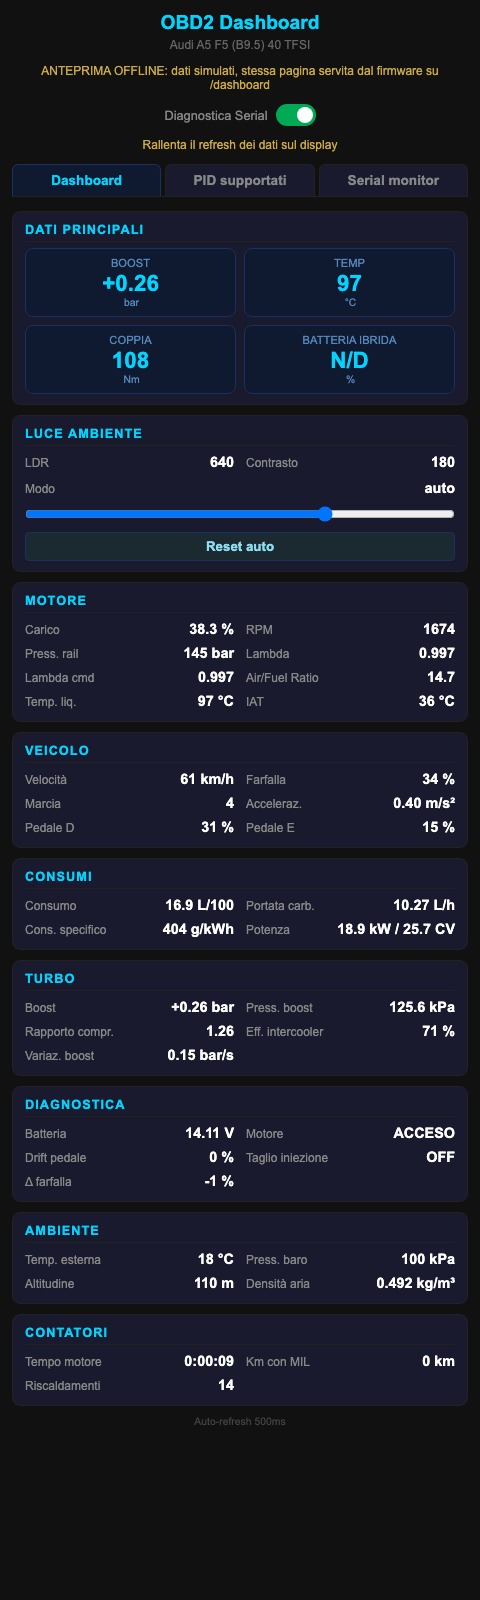 OBD2 Dashboard
Audi A5 F5 (B9.5) 40 TFSI
ANTEPRIMA OFFLINE: dati simulati, stessa pagina servita dal firmware su
/dashboard
Diagnostica Serial
Rallenta il refresh dei dati sul display
Dashboard PID supportati Serial monitor
DATI PRINCIPALI
BOOST TEMP
+0.26 97
bar °C
COPPIA BATTERIA IBRIDA
108 N/D
Nm %
LUCE AMBIENTE
LDR 640 Contrasto 180
Modo auto
Reset auto
MOTORE
Carico 38.3 % RPM 1674
Press. rail 145 bar Lambda 0.997
Lambda cmd 0.997 Air/Fuel Ratio 14.7
Temp. liq. 97 °C IAT 36 °C
VEICOLO
Velocità 61 km/h Farfalla 34 %
Marcia 4 Acceleraz. 0.40 m/s²
Pedale D 31 % Pedale E 15 %
CONSUMI
Consumo 16.9 L/100 Portata carb. 10.27 L/h
Cons. specifico 404 g/kWh Potenza 18.9 kW / 25.7 CV
TURBO
Boost +0.26 bar Press. boost 125.6 kPa
Rapporto compr. 1.26 Eff. intercooler 71 %
Variaz. boost 0.15 bar/s
DIAGNOSTICA
Batteria 14.11 V Motore ACCESO
Drift pedale 0 % Taglio iniezione OFF
Δ farfalla -1 %
AMBIENTE
Temp. esterna 18 °C Press. baro 100 kPa
Altitudine 110 m Densità aria 0.492 kg/m³
CONTATORI
Tempo motore 0:00:09 Km con MIL 0 km
Riscaldamenti 14
Auto-refresh 500ms